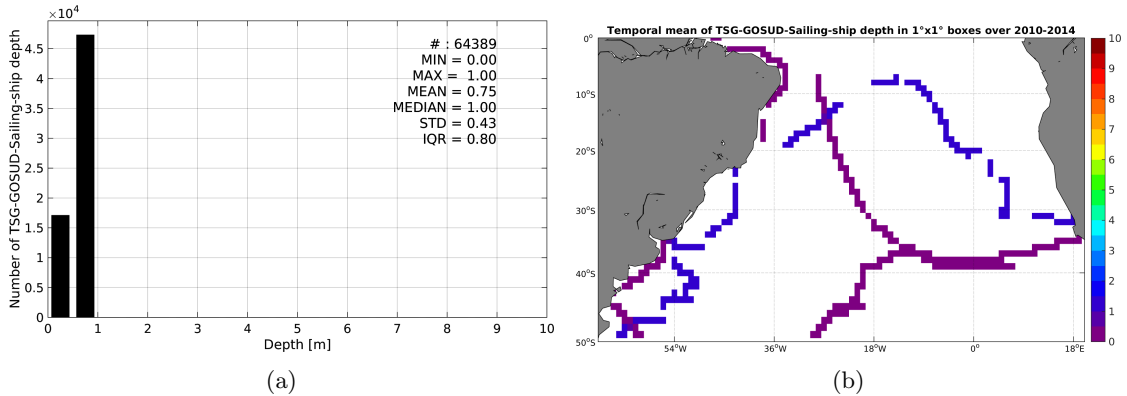 ×10⁴
Number of TSG-GOSUD-Sailing-ship depth
4.5
4
3.5
3
2.5
2
1.5
1
0.5
0
# : 64389
MIN = 0.00
MAX = 1.00
MEAN = 0.75
MEDIAN = 1.00
STD = 0.43
IQR = 0.80
0 1 2 3 4 5 6 7 8 9 10
Depth [m]
(a)
Temporal mean of TSG-GOSUD-Sailing-ship depth in 1°x1° boxes over 2010-2014
0°
10°S
20°S
30°S
40°S
50°S
54°W 36°W 18°W 0° 18°E
10
9
8
7
6
5
4
3
2
1
0
(b)